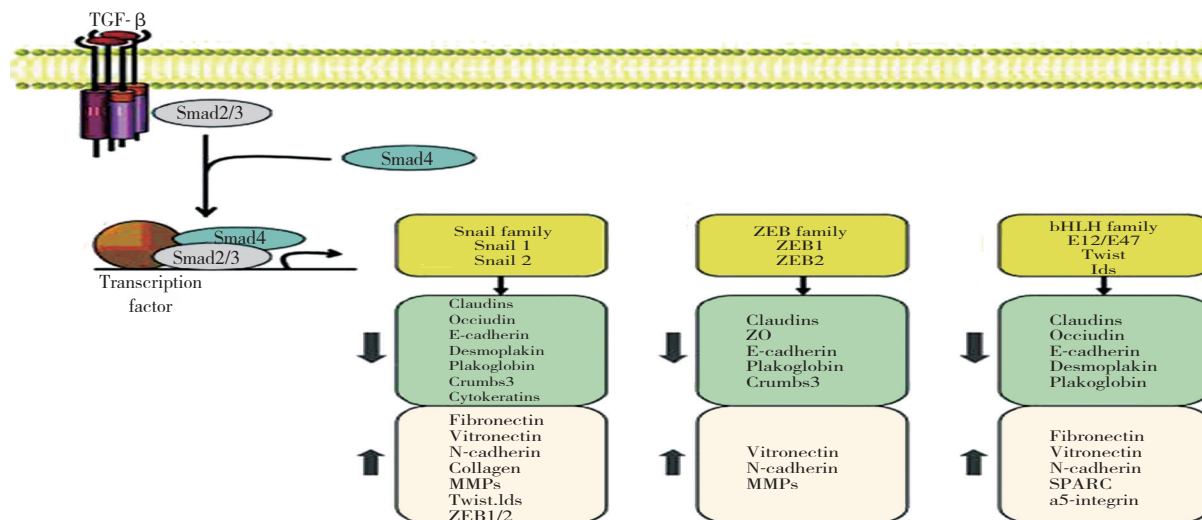 TGF-β
II I
Smad2/3
Smad4
Smad4
Smad2/3
Transcription
factor
Snail family
Snail 1
Snail 2
Claudins
Occiudin
E-cadherin
Desmoplakin
Plakoglobin
Crumbs3
Cytokeratins
Fibronectin
Vitronectin
N-cadherin
Collagen
MMPs
Twist.lds
ZEB1/2
ZEB family
ZEB1
ZEB2
Claudins
ZO
E-cadherin
Plakoglobin
Crumbs3
Vitronectin
N-cadherin
MMPs
bHLH family
E12/E47
Twist
Ids
Claudins
Occiudin
E-cadherin
Desmoplakin
Plakoglobin
Fibronectin
Vitronectin
N-cadherin
SPARC
a5-integrin